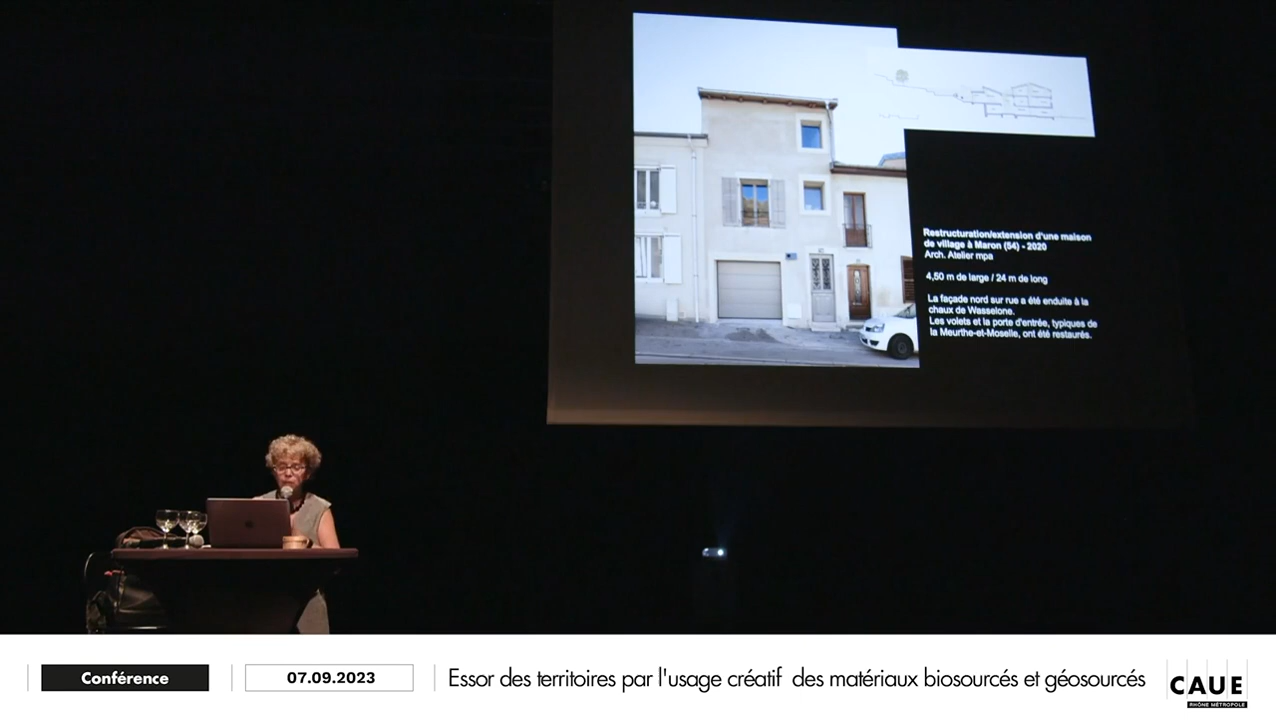 Restructuration/extension d'une maison
de village à Maron (54) - 2020
Arch. Atelier mpa
4,50 m de large / 24 m de long
La façade nord sur rue a été enduite à la
chaux de Wasselone.
Les volets et la porte d'entrée, typiques de
la Meurthe-et-Moselle, ont été restaurés.
Conférence
07.09.2023
Essor des territoires par l'usage créatif des matériaux biosourcés et géosourcés
CAUE
RHÔNE MÉTROPOLE